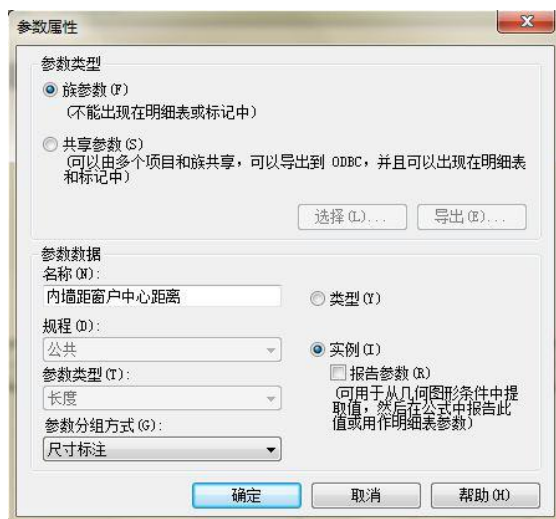 参数属性
参数类型
族参数(F)
(不能出现在明细表或标记中)
共享参数(S)
(可以由多个项目和族共享，可以导出到 ODBC，并且可以出现在明细表
和标记中)
选择(L)... 导出(E)...
参数数据
名称(N):
内墙距窗户中心距离
类型(Y)
规程(D):
公共
实例(I)
参数类型(T):
报告参数(R)
长度
(可用于从几何图形条件中提
取值，然后在公式中报告此
值或用作明细表参数)
参数分组方式(G):
尺寸标注
确定 取消 帮助(H)